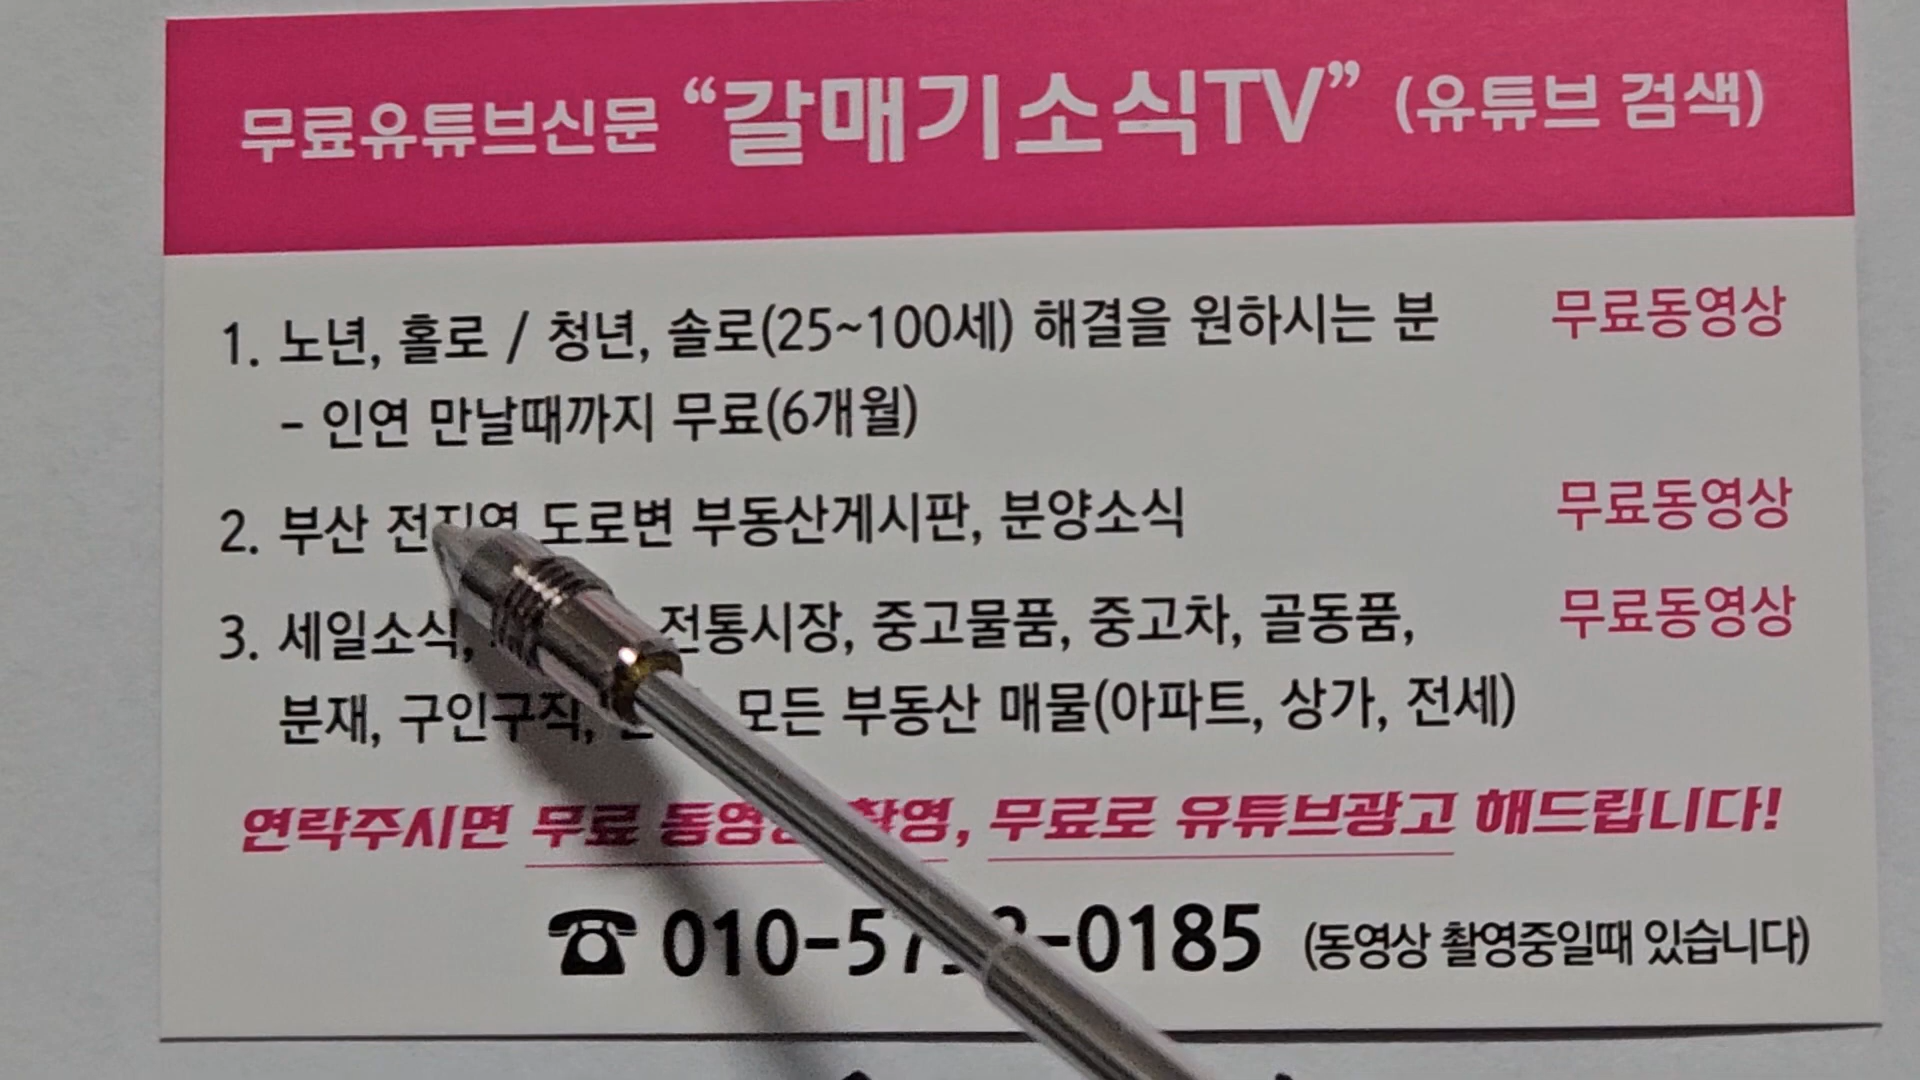 무료유튜브신문 “갈매기소식TV” (유튜브 검색)
1. 노년, 홀로 / 청년, 솔로(25~100세) 해결을 원하시는 분 무료동영상
- 인연 만날때까지 무료(6개월)
2. 부산 전지역 도로변 부동산게시판, 분양소식 무료동영상
3. 세일소식, 전통시장, 중고물품, 중고차, 골동품, 무료동영상
분재, 구인구직, 모든 부동산 매물(아파트, 상가, 전세)
연락주시면 무료 동영상 촬영, 무료로 유튜브광고 해드립니다!
☎ 010-5 -0185 (동영상 촬영중일때 있습니다)